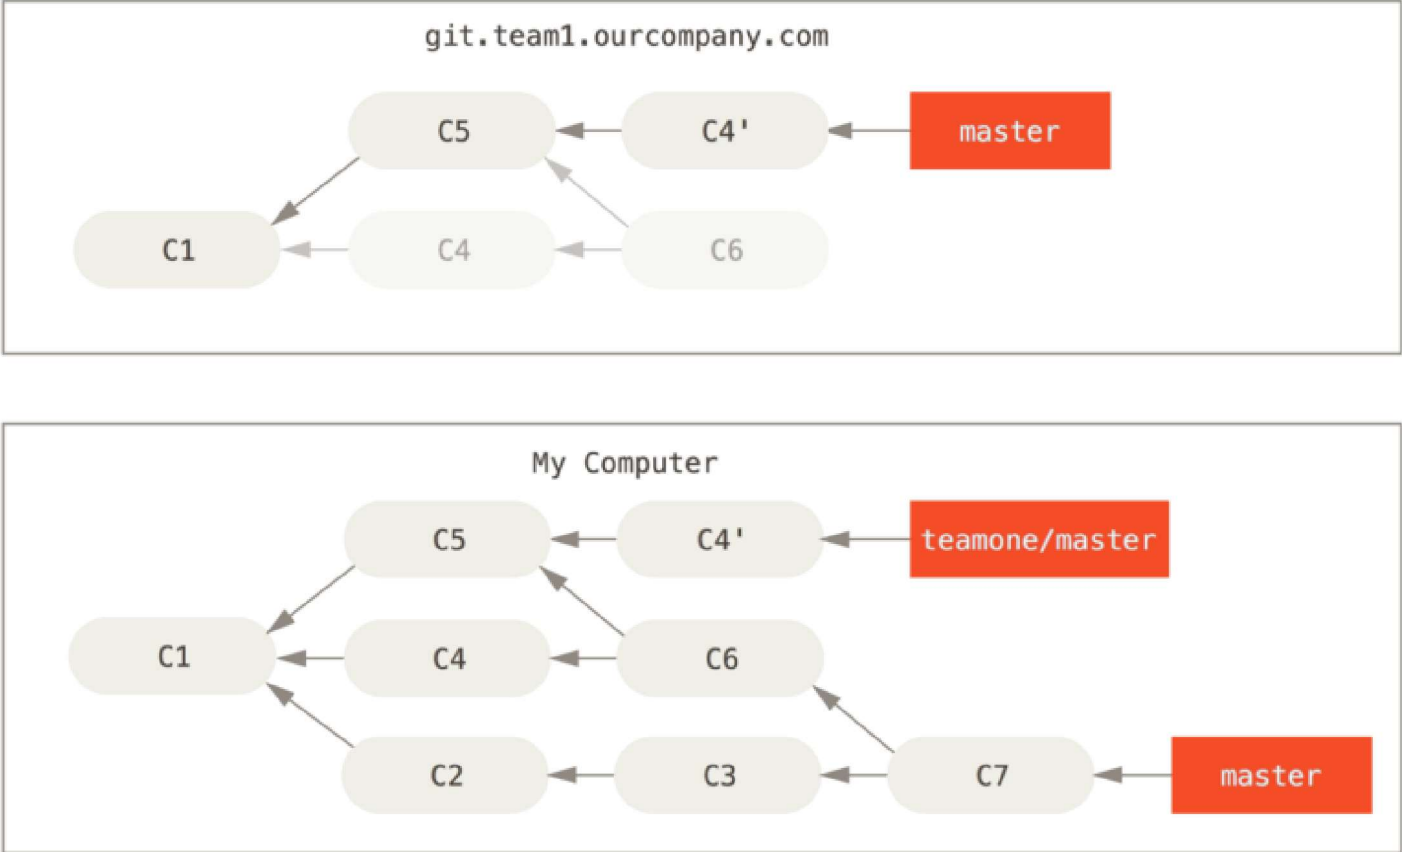 git.team1.ourcompany.com
C5 C4' master
C1 C4 C6
My Computer
C5 C4' teamone/master
C1 C4 C6
C2 C3 C7 master